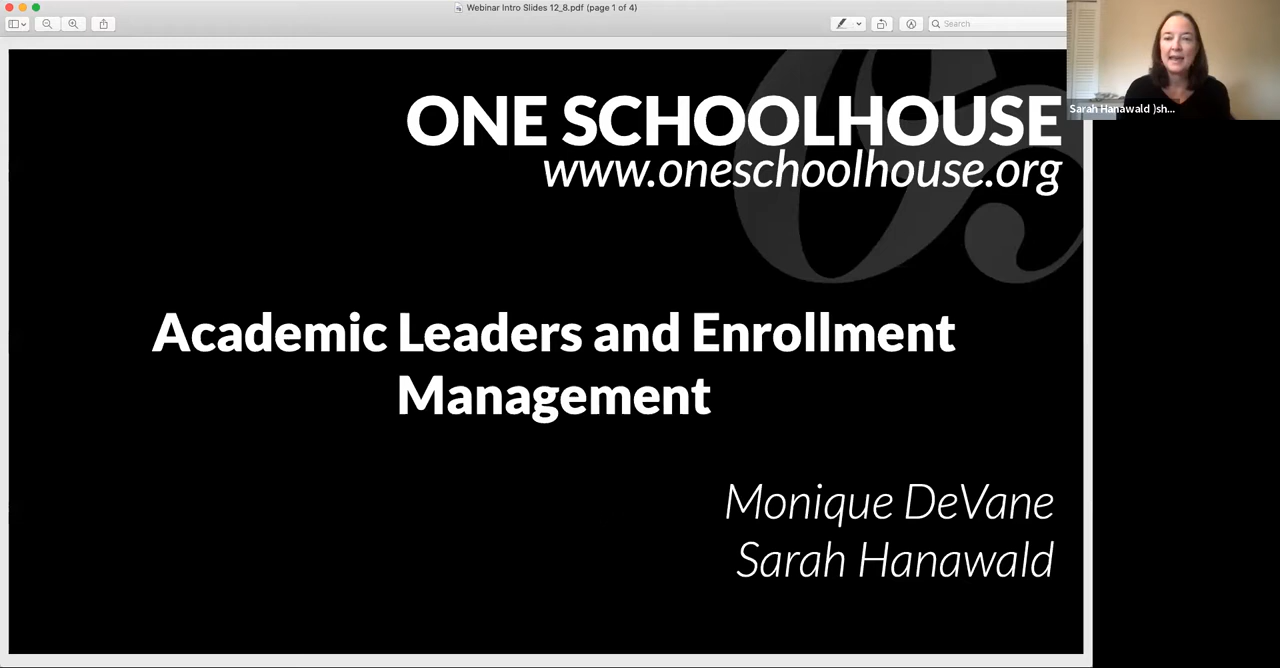 Webinar Intro Slides 12_8.pdf (page 1 of 4)
Search
Sarah Hanawald )sh...
ONE SCHOOLHOUSE
www.oneschoolhouse.org
Academic Leaders and Enrollment
Management
Monique DeVane
Sarah Hanawald